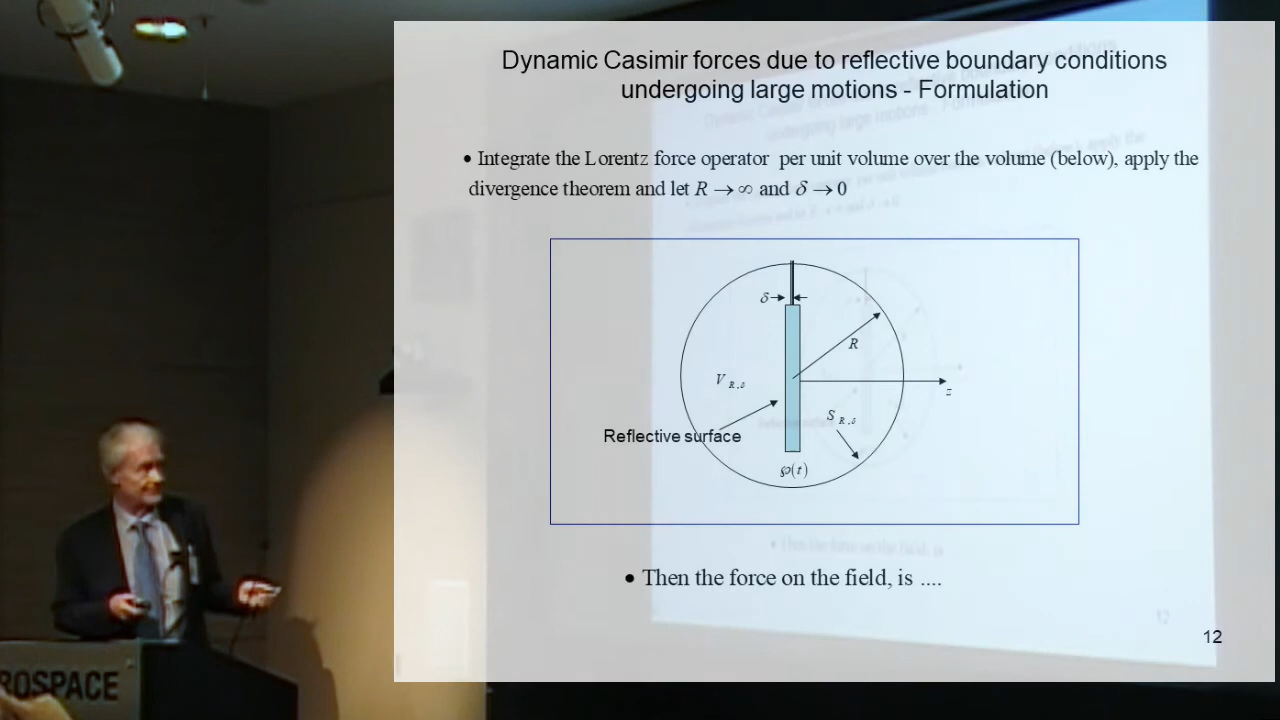 Dynamic Casimir forces due to reflective boundary conditions
undergoing large motions - Formulation
• Integrate the Lorentz force operator per unit volume over the volume (below), apply the
divergence theorem and let R → ∞ and δ → 0
δ
R
V R,δ
z
S R,δ
Reflective surface
℘(t)
• Then the force on the field, is ....
12
ROSPACE